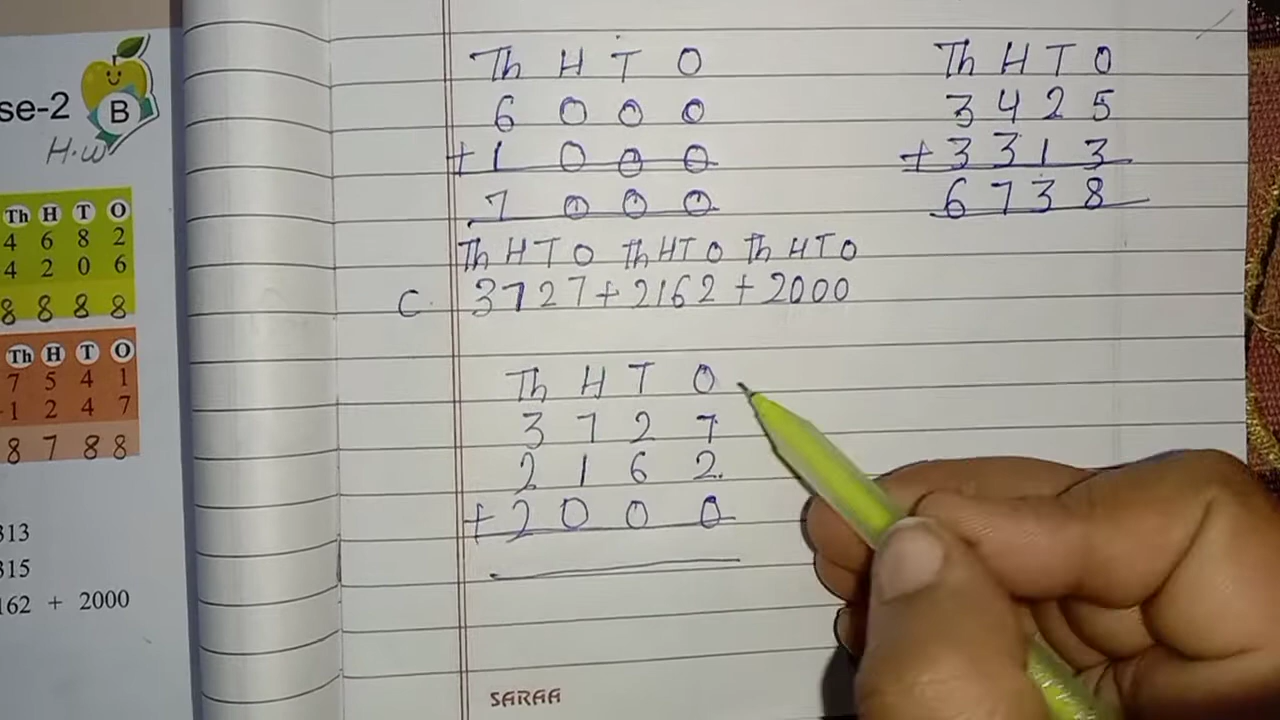 se-2 B
H.W
Th H T O
4 6 8 2
4 2 0 6
8 8 8 8
Th H T O
7 5 4 1
1 2 4 7
8 7 8 8
313
315
162 + 2000
Th H T O
6 0 0 0
+ 1 0 0 0
7 0 0 0
Th H T O
3 4 2 5
+ 3 3 1 3
6 7 3 8
Th H T O Th H T O Th H T O
C. 3727 + 2162 + 2000
Th H T O
3 7 2 7
2 1 6 2
+ 2 0 0 0
SARAA